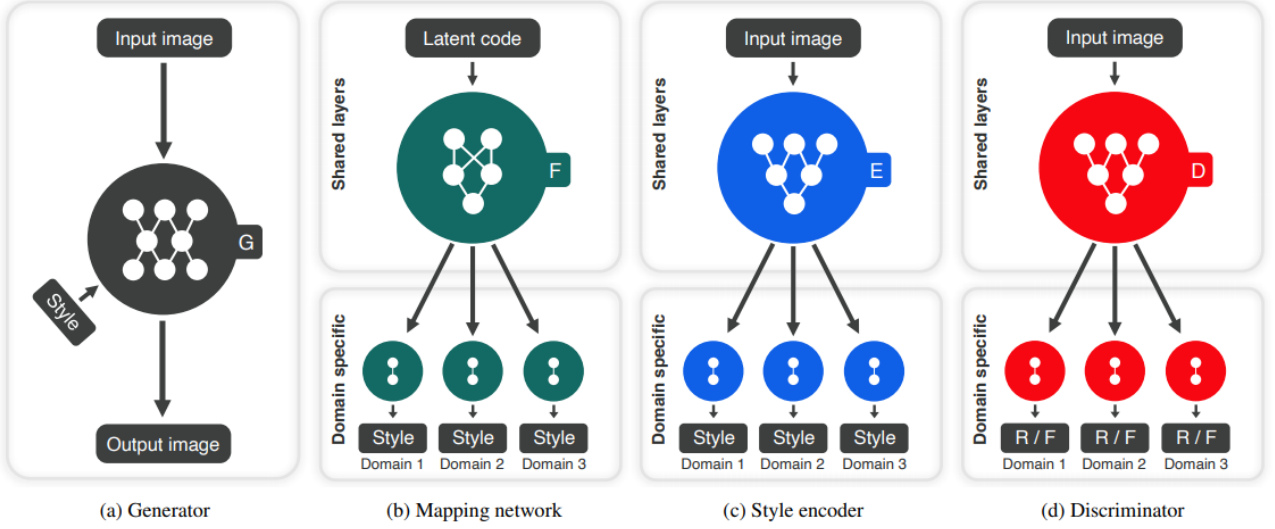 Input image
G
Style
Output image
(a) Generator
Shared layers
Latent code
F
Domain specific
Style Style Style
Domain 1 Domain 2 Domain 3
(b) Mapping network
Shared layers
Input image
E
Domain specific
Style Style Style
Domain 1 Domain 2 Domain 3
(c) Style encoder
Shared layers
Input image
D
Domain specific
R / F R / F R / F
Domain 1 Domain 2 Domain 3
(d) Discriminator